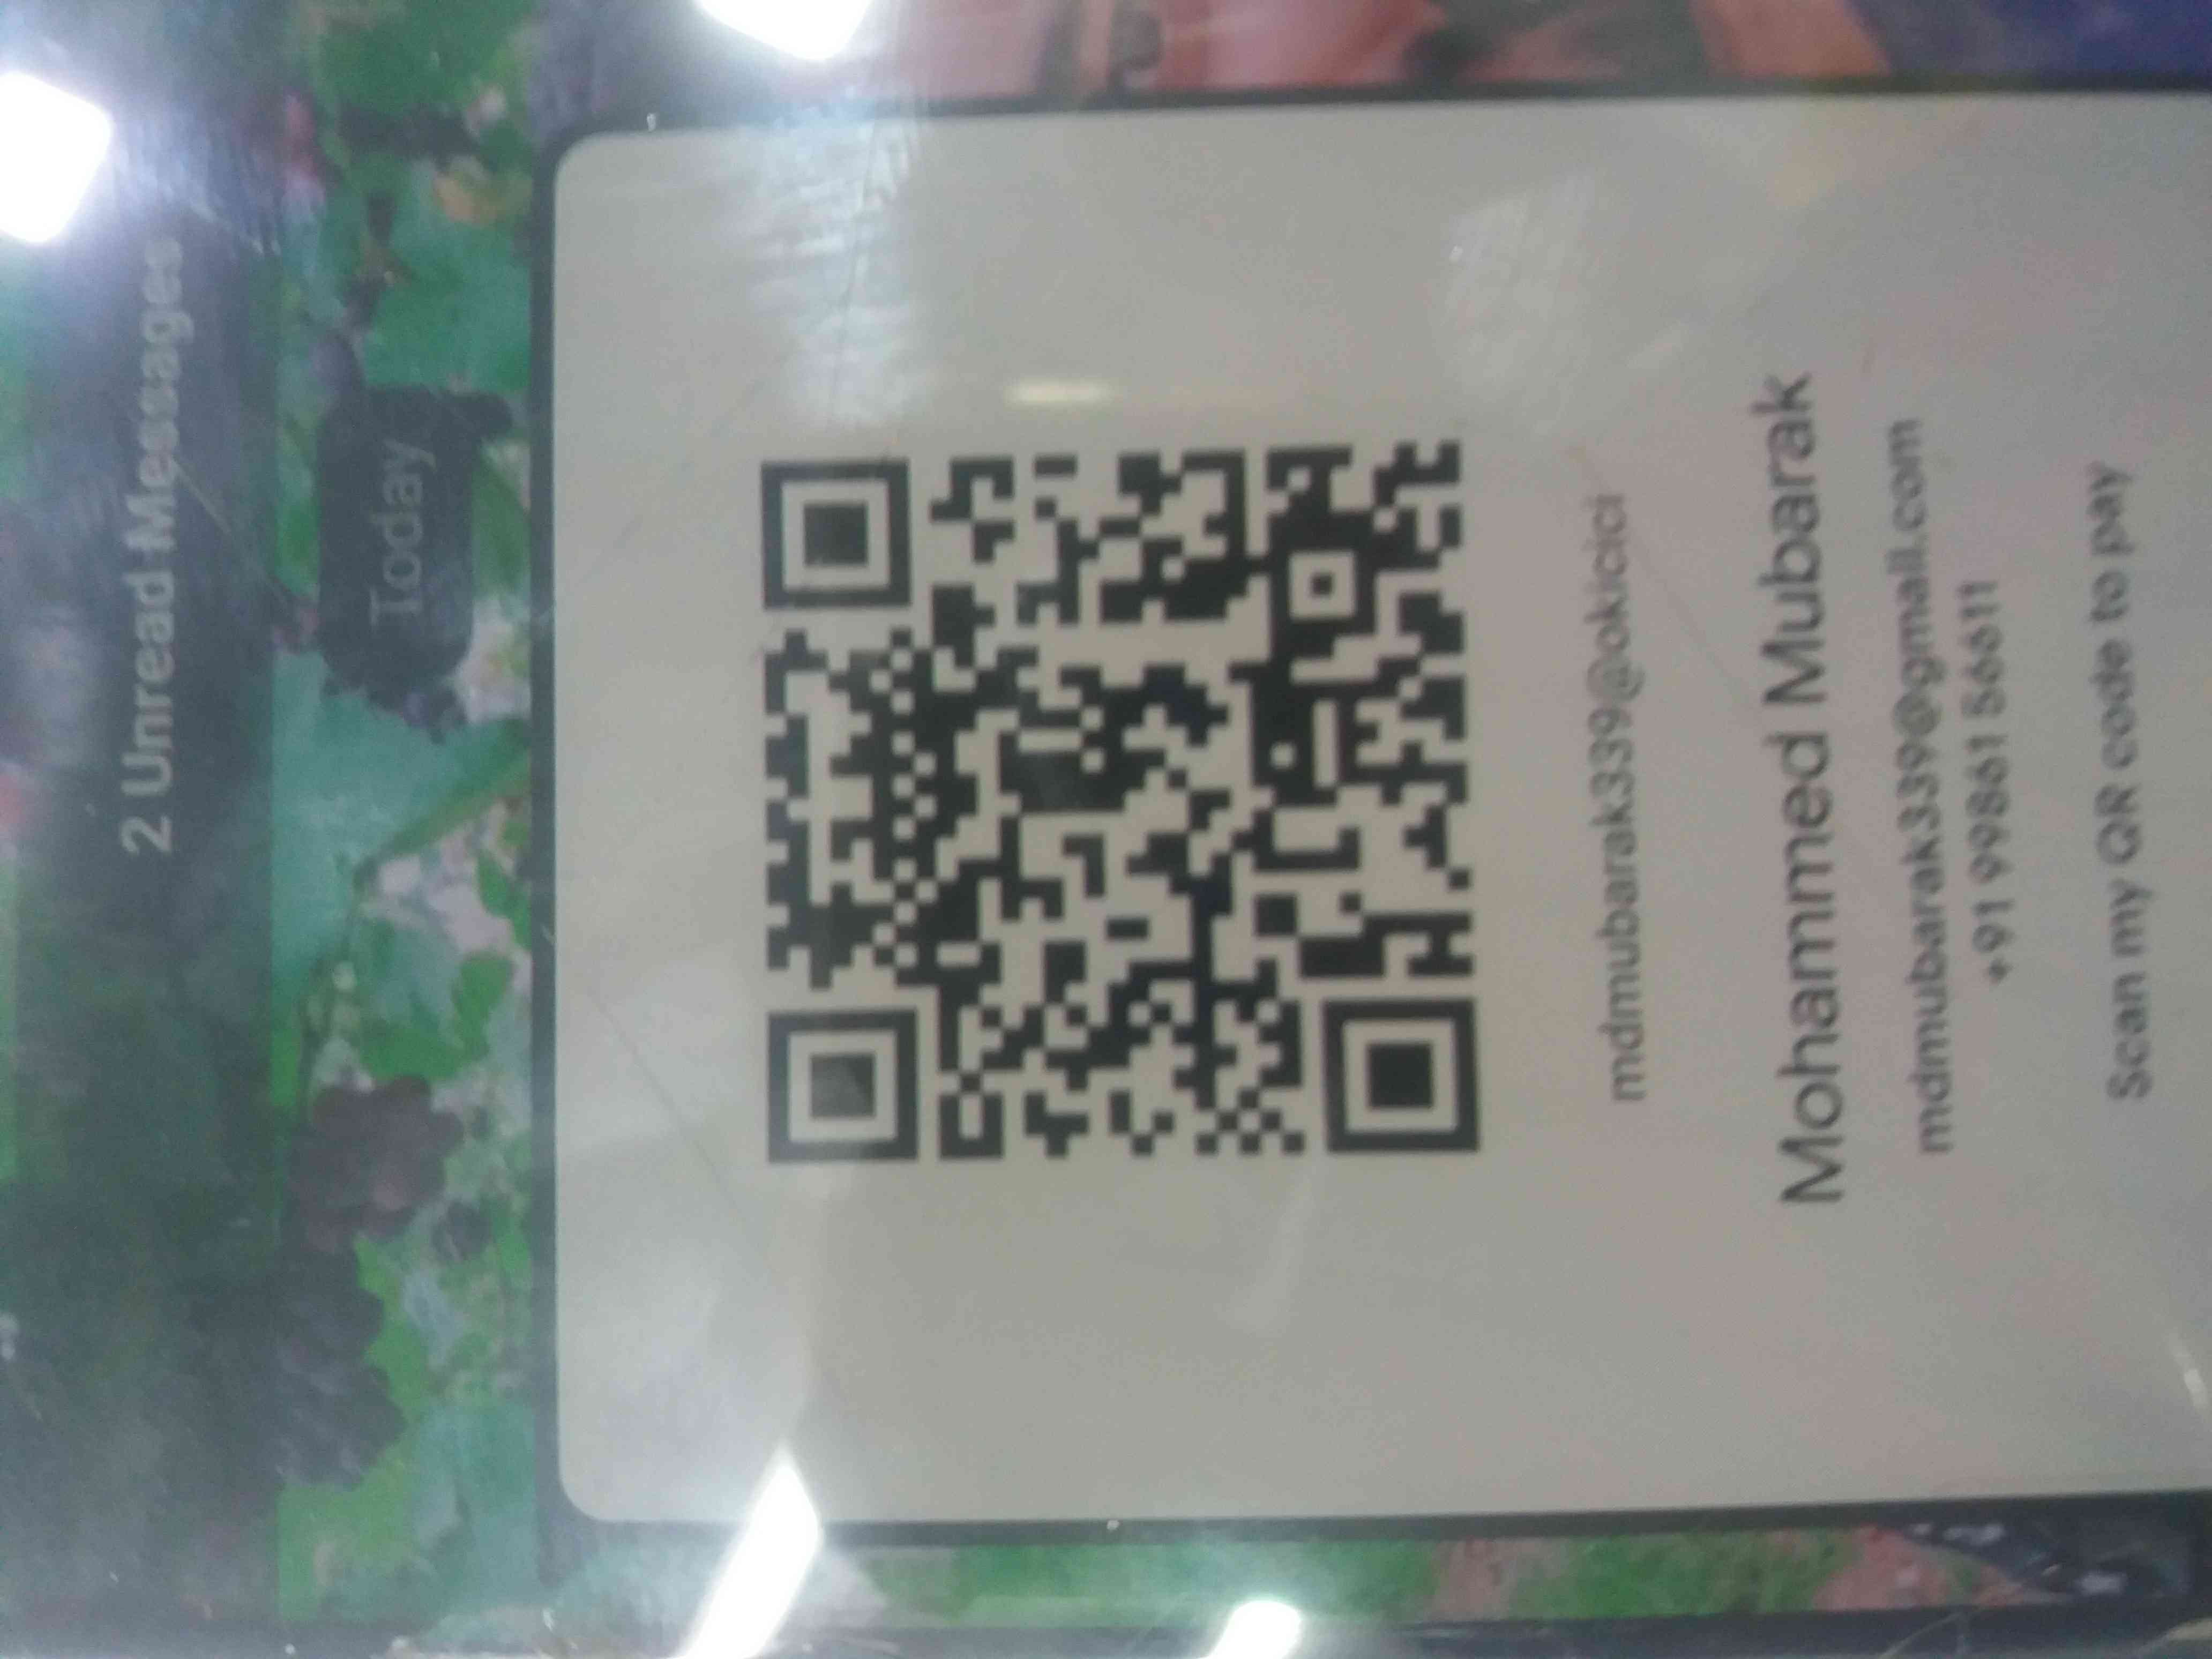 2 Unread Messages
Today
mdmubarak339@okicici
Mohammed Mubarak
mdmubarak339@gmail.com
+91 99861 56611
Scan my QR code to pay